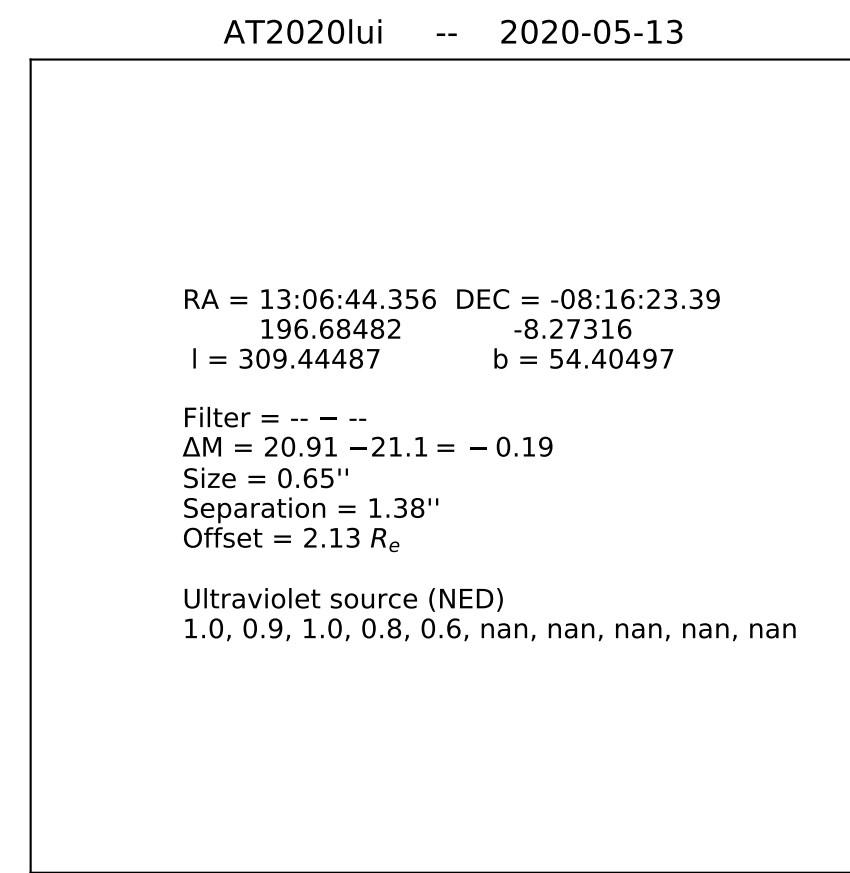 AT2020lui -- 2020-05-13
RA = 13:06:44.356 DEC = -08:16:23.39
196.68482 -8.27316
l = 309.44487 b = 54.40497
Filter = -- − --
ΔM = 20.91 −21.1 = − 0.19
Size = 0.65''
Separation = 1.38''
Offset = 2.13 Re
Ultraviolet source (NED)
1.0, 0.9, 1.0, 0.8, 0.6, nan, nan, nan, nan, nan